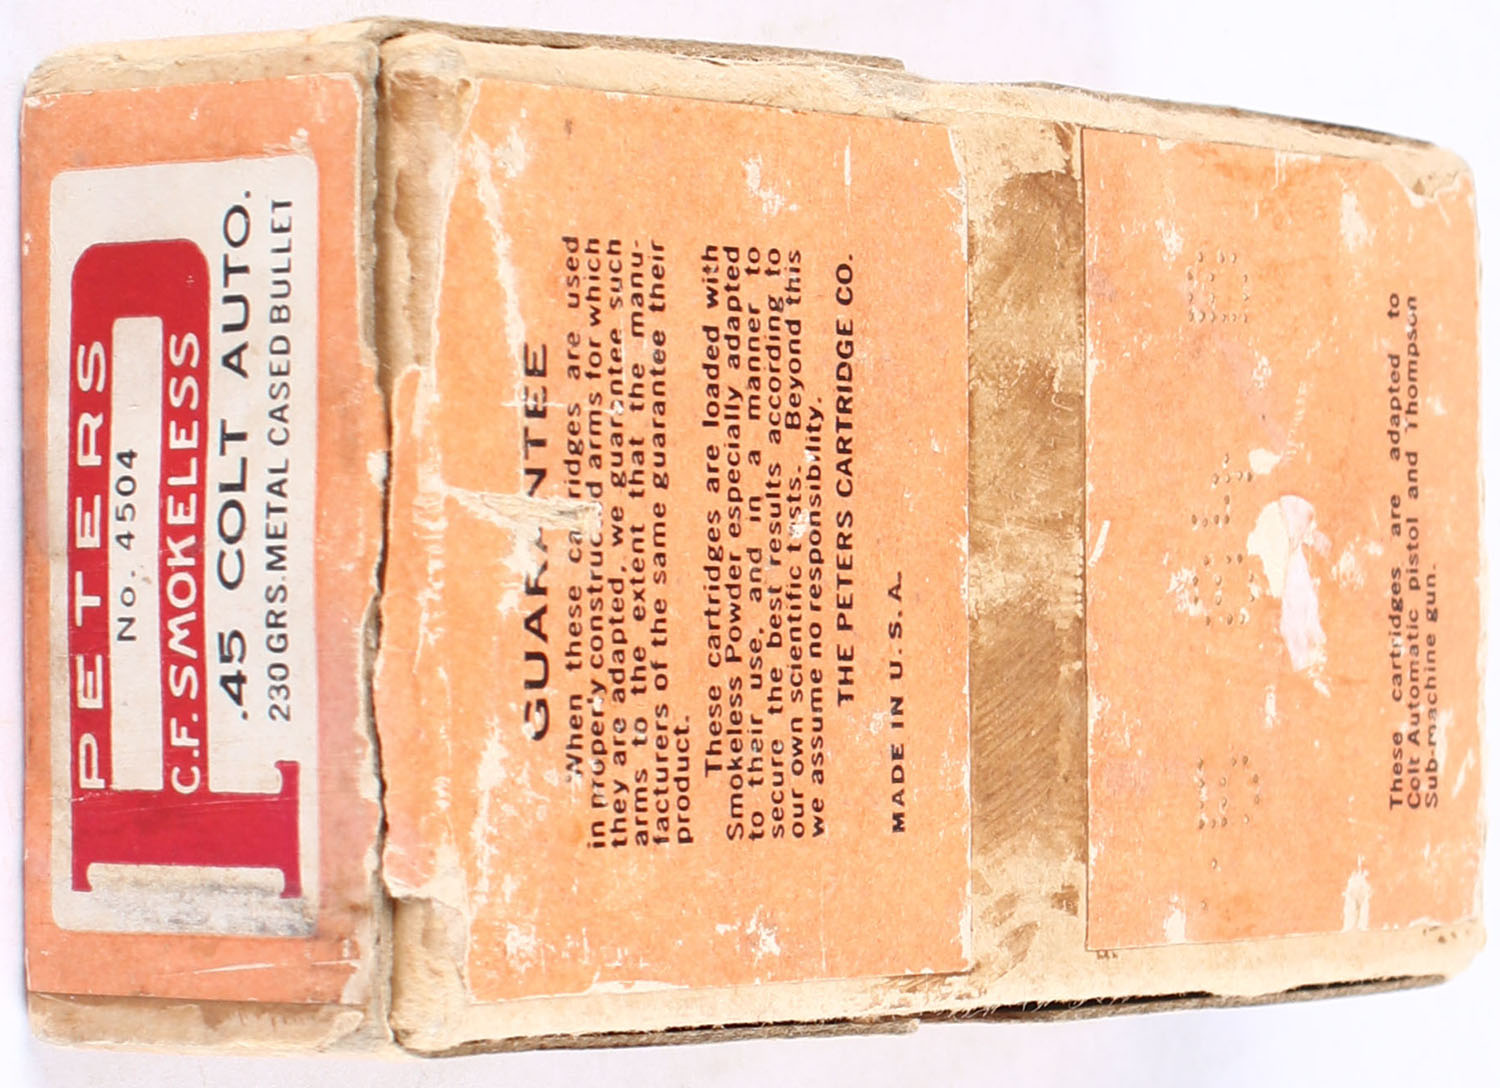 PETERS
No. 4504
C.F. SMOKELESS
.45 COLT AUTO.
230 GRS. METAL CASED BULLET
GUARANTEE
When these cartridges are used
in properly constructed arms for which
they are adapted, we guarantee such
arms to the extent that the manu-
facturers of the same guarantee their
product.
These cartridges are loaded with
Smokeless Powder especially adapted
to their use, and in a manner to
secure the best results according to
our own scientific tests. Beyond this
we assume no responsibility.
THE PETERS CARTRIDGE CO.
MADE IN U.S.A.
These cartridges are adapted to
Colt Automatic pistol and Thompson
Sub-machine gun.